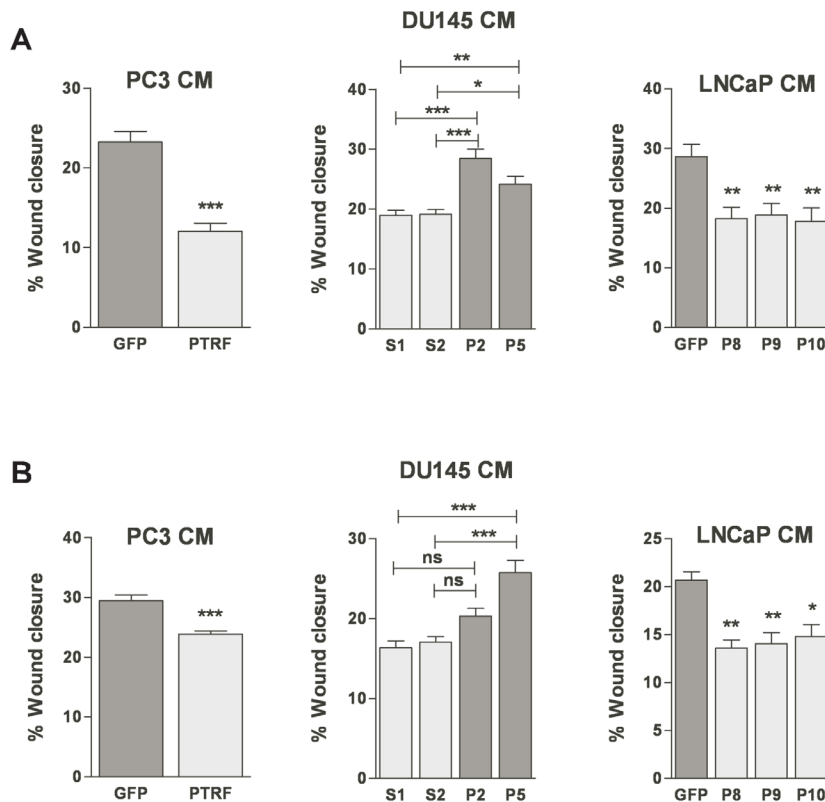 A
PC3 CM
% Wound closure
30
20
10
0
***
GFP PTRF
DU145 CM
% Wound closure
40
30
20
10
0
**
*
***
***
S1 S2 P2 P5
LNCaP CM
% Wound closure
40
30
20
10
0
** ** **
GFP P8 P9 P10
B
PC3 CM
% Wound closure
40
30
20
10
0
***
GFP PTRF
DU145 CM
% Wound closure
30
20
10
0
***
***
ns
ns
S1 S2 P2 P5
LNCaP CM
% Wound closure
25
20
15
10
5
0
** ** *
GFP P8 P9 P10